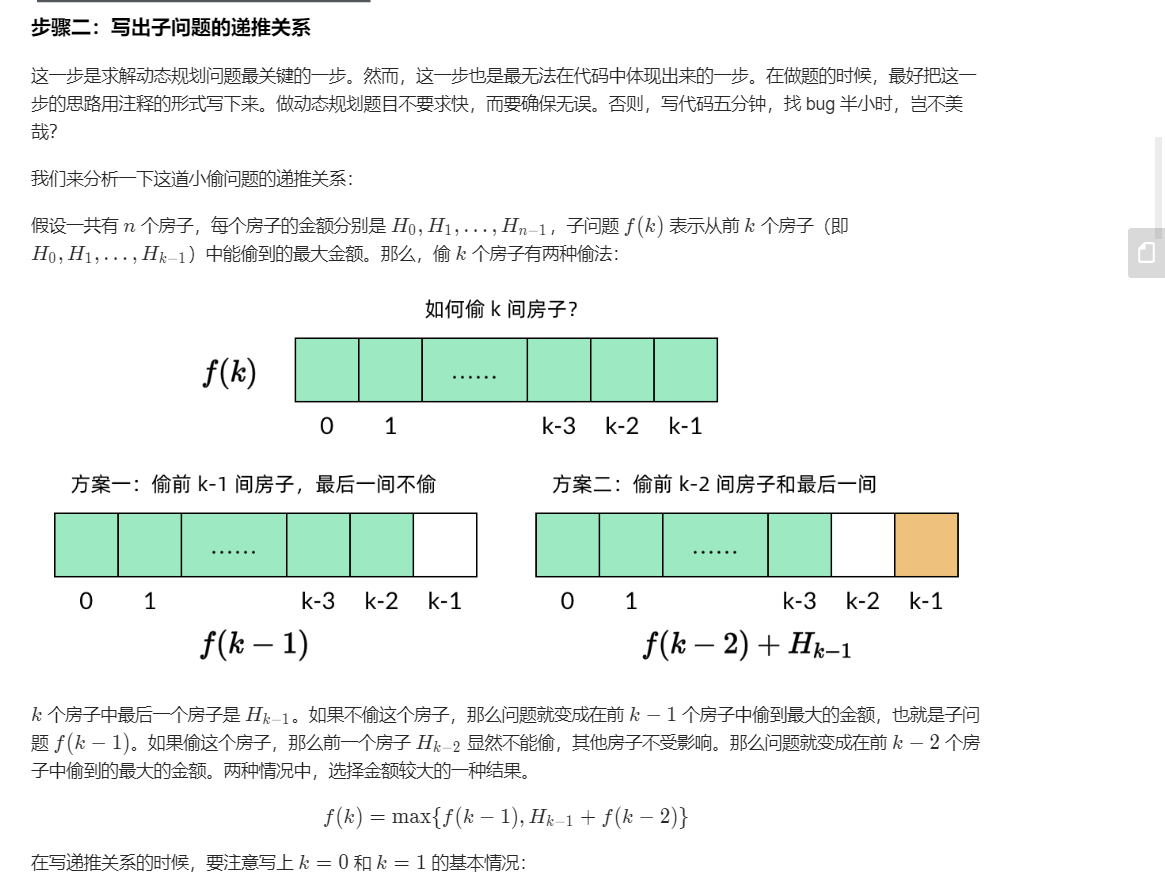 步骤二：写出子问题的递推关系
这一步是求解动态规划问题最关键的一步。然而，这一步也是最无法在代码中体现出来的一步。在做题的时候，最好把这一
步的思路用注释的形式写下来。做动态规划题目不要求快，而要确保无误。否则，写代码五分钟，找 bug 半小时，岂不美
哉？
我们来分析一下这道小偷问题的递推关系：
假设一共有 n 个房子，每个房子的金额分别是 H₀, H₁, . . . , Hₙ₋₁，子问题 f(k) 表示从前 k 个房子（即
H₀, H₁, . . . , Hₖ₋₁）中能偷到的最大金额。那么，偷 k 个房子有两种偷法：
如何偷 k 间房子？
f(k)
......
0 1 k-3 k-2 k-1
方案一：偷前 k-1 间房子，最后一间不偷 方案二：偷前 k-2 间房子和最后一间
...... ......
0 1 k-3 k-2 k-1 0 1 k-3 k-2 k-1
f(k − 1) f(k − 2) + Hₖ₋₁
k 个房子中最后一个房子是 Hₖ₋₁。如果不偷这个房子，那么问题就变成在前 k − 1 个房子中偷到最大的金额，也就是子问
题 f(k − 1)。如果偷这个房子，那么前一个房子 Hₖ₋₂ 显然不能偷，其他房子不受影响。那么问题就变成在前 k − 2 个房
子中偷到的最大的金额。两种情况中，选择金额较大的一种结果。
f(k) = max{f(k − 1), Hₖ₋₁ + f(k − 2)}
在写递推关系的时候，要注意写上 k = 0 和 k = 1 的基本情况：